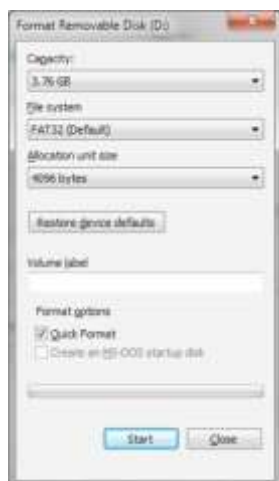 Format Removable Disk (D:)
Capacity:
3.76 GB
File system
FAT32 (Default)
Allocation unit size
4096 bytes
Restore device defaults
Volume label
Format options
Quick Format
Create an MS-DOS startup disk
Start
Close